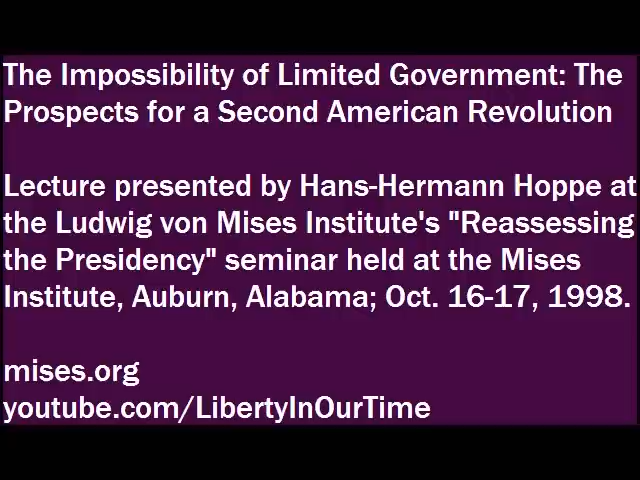 The Impossibility of Limited Government: The
Prospects for a Second American Revolution
Lecture presented by Hans-Hermann Hoppe at
the Ludwig von Mises Institute's "Reassessing
the Presidency" seminar held at the Mises
Institute, Auburn, Alabama; Oct. 16-17, 1998.
mises.org
youtube.com/LibertyInOurTime